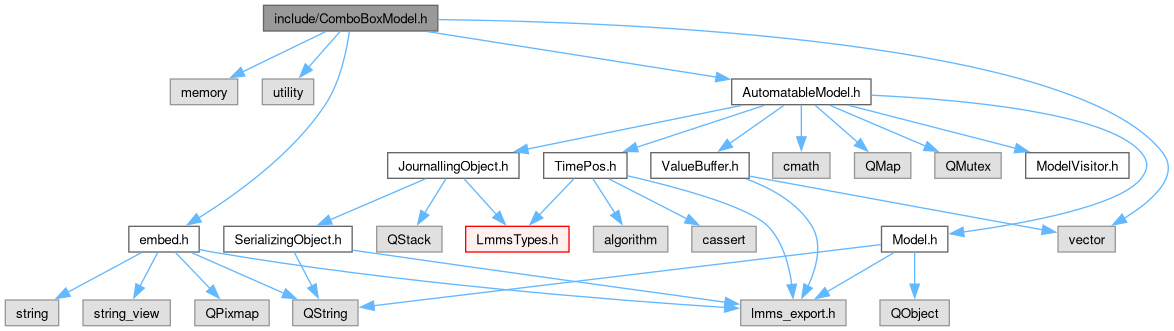 include/ComboBoxModel.h
memory
utility
AutomatableModel.h
JournallingObject.h
TimePos.h
ValueBuffer.h
cmath
QMap
QMutex
ModelVisitor.h
embed.h
SerializingObject.h
QStack
LmmsTypes.h
algorithm
cassert
Model.h
vector
string
string_view
QPixmap
QString
lmms_export.h
QObject